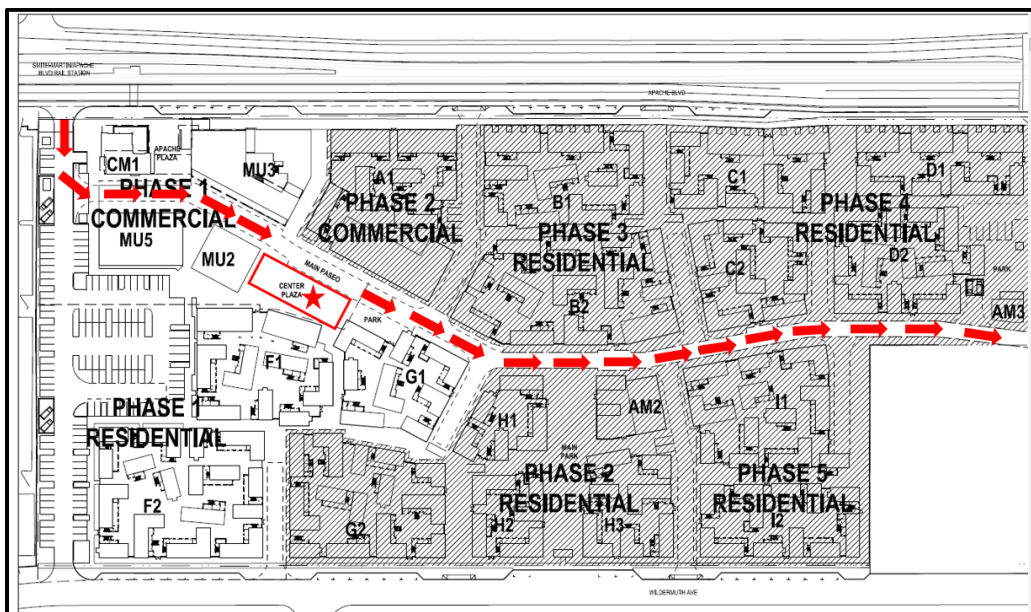 SMITH-MARTIN/APACHE
BLVD RAIL STATION
APACHE BLVD
CM1
APACHE
PLAZA
MU3
PHASE 1
COMMERCIAL
MU5
MU2
A1
PHASE 2
COMMERCIAL
B1
PHASE 3
RESIDENTIAL
B2
C1
C2
D1
PHASE 4
RESIDENTIAL
D2
PARK
AM3
MAIN PASEO
CENTER
PLAZA
PARK
F1
G1
PHASE 1
RESIDENTIAL
F2
G2
H1
AM2
MAIN
PARK
PHASE 2
RESIDENTIAL
H2
H3
I1
PHASE 5
RESIDENTIAL
I2
WILDERMUTH AVE